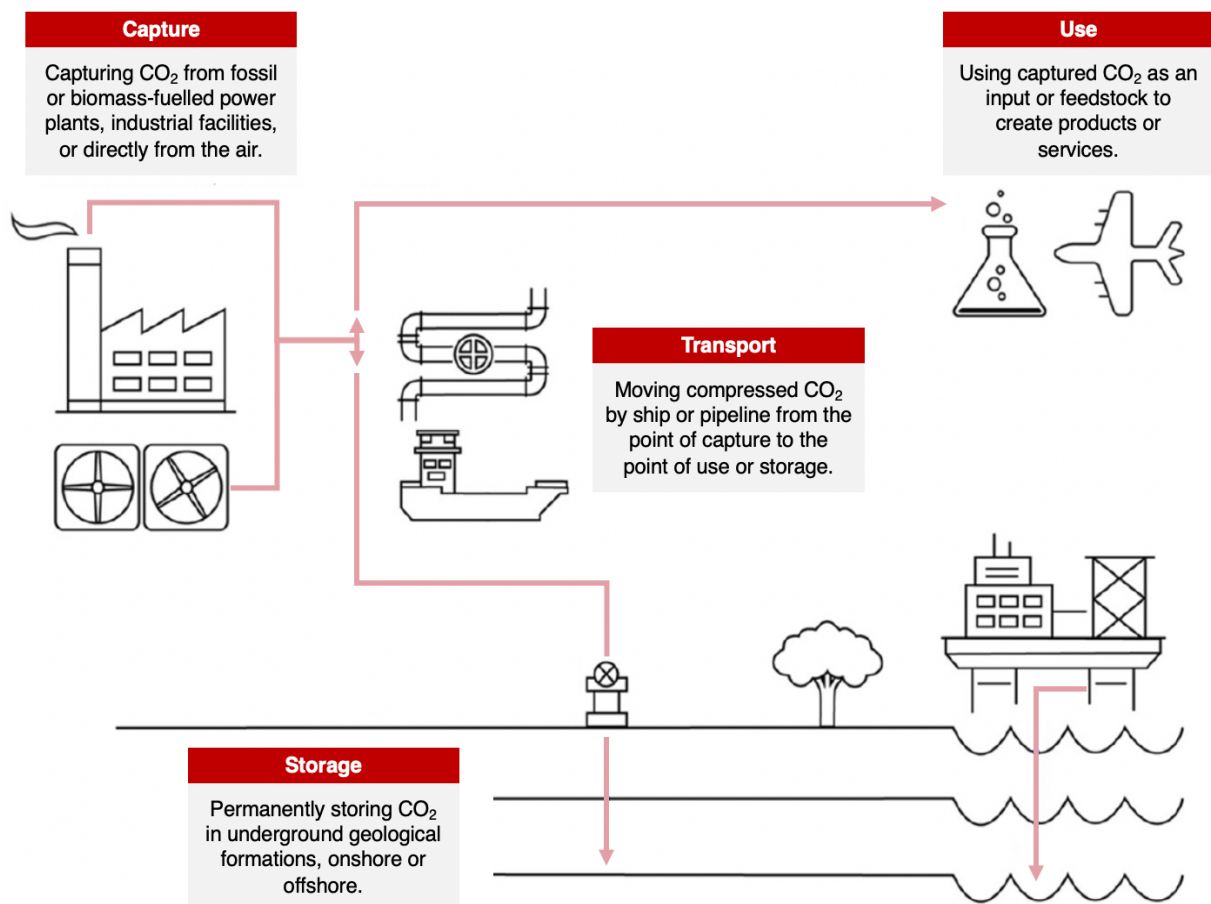 Capture
Capturing CO₂ from fossil
or biomass-fuelled power
plants, industrial facilities,
or directly from the air.
Use
Using captured CO₂ as an
input or feedstock to
create products or
services.
Transport
Moving compressed CO₂
by ship or pipeline from the
point of capture to the
point of use or storage.
Storage
Permanently storing CO₂
in underground geological
formations, onshore or
offshore.